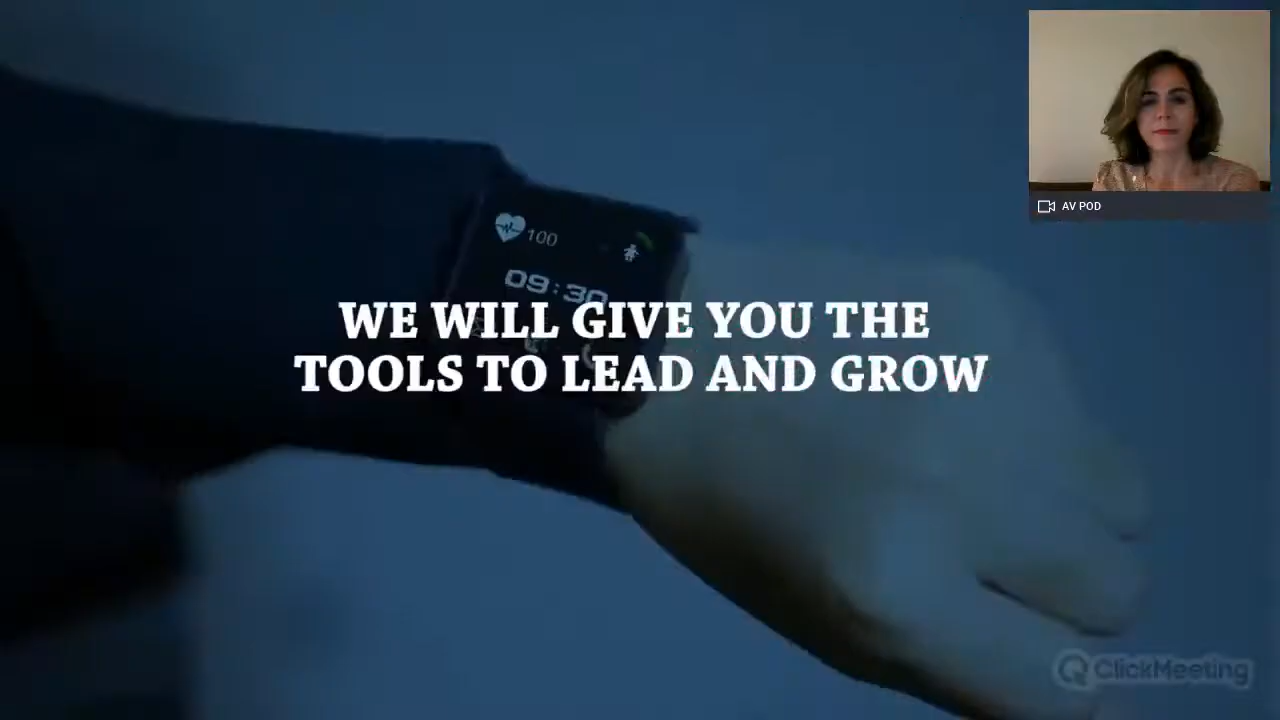 AV POD
100
09:30
WE WILL GIVE YOU THE
TOOLS TO LEAD AND GROW
ClickMeeting